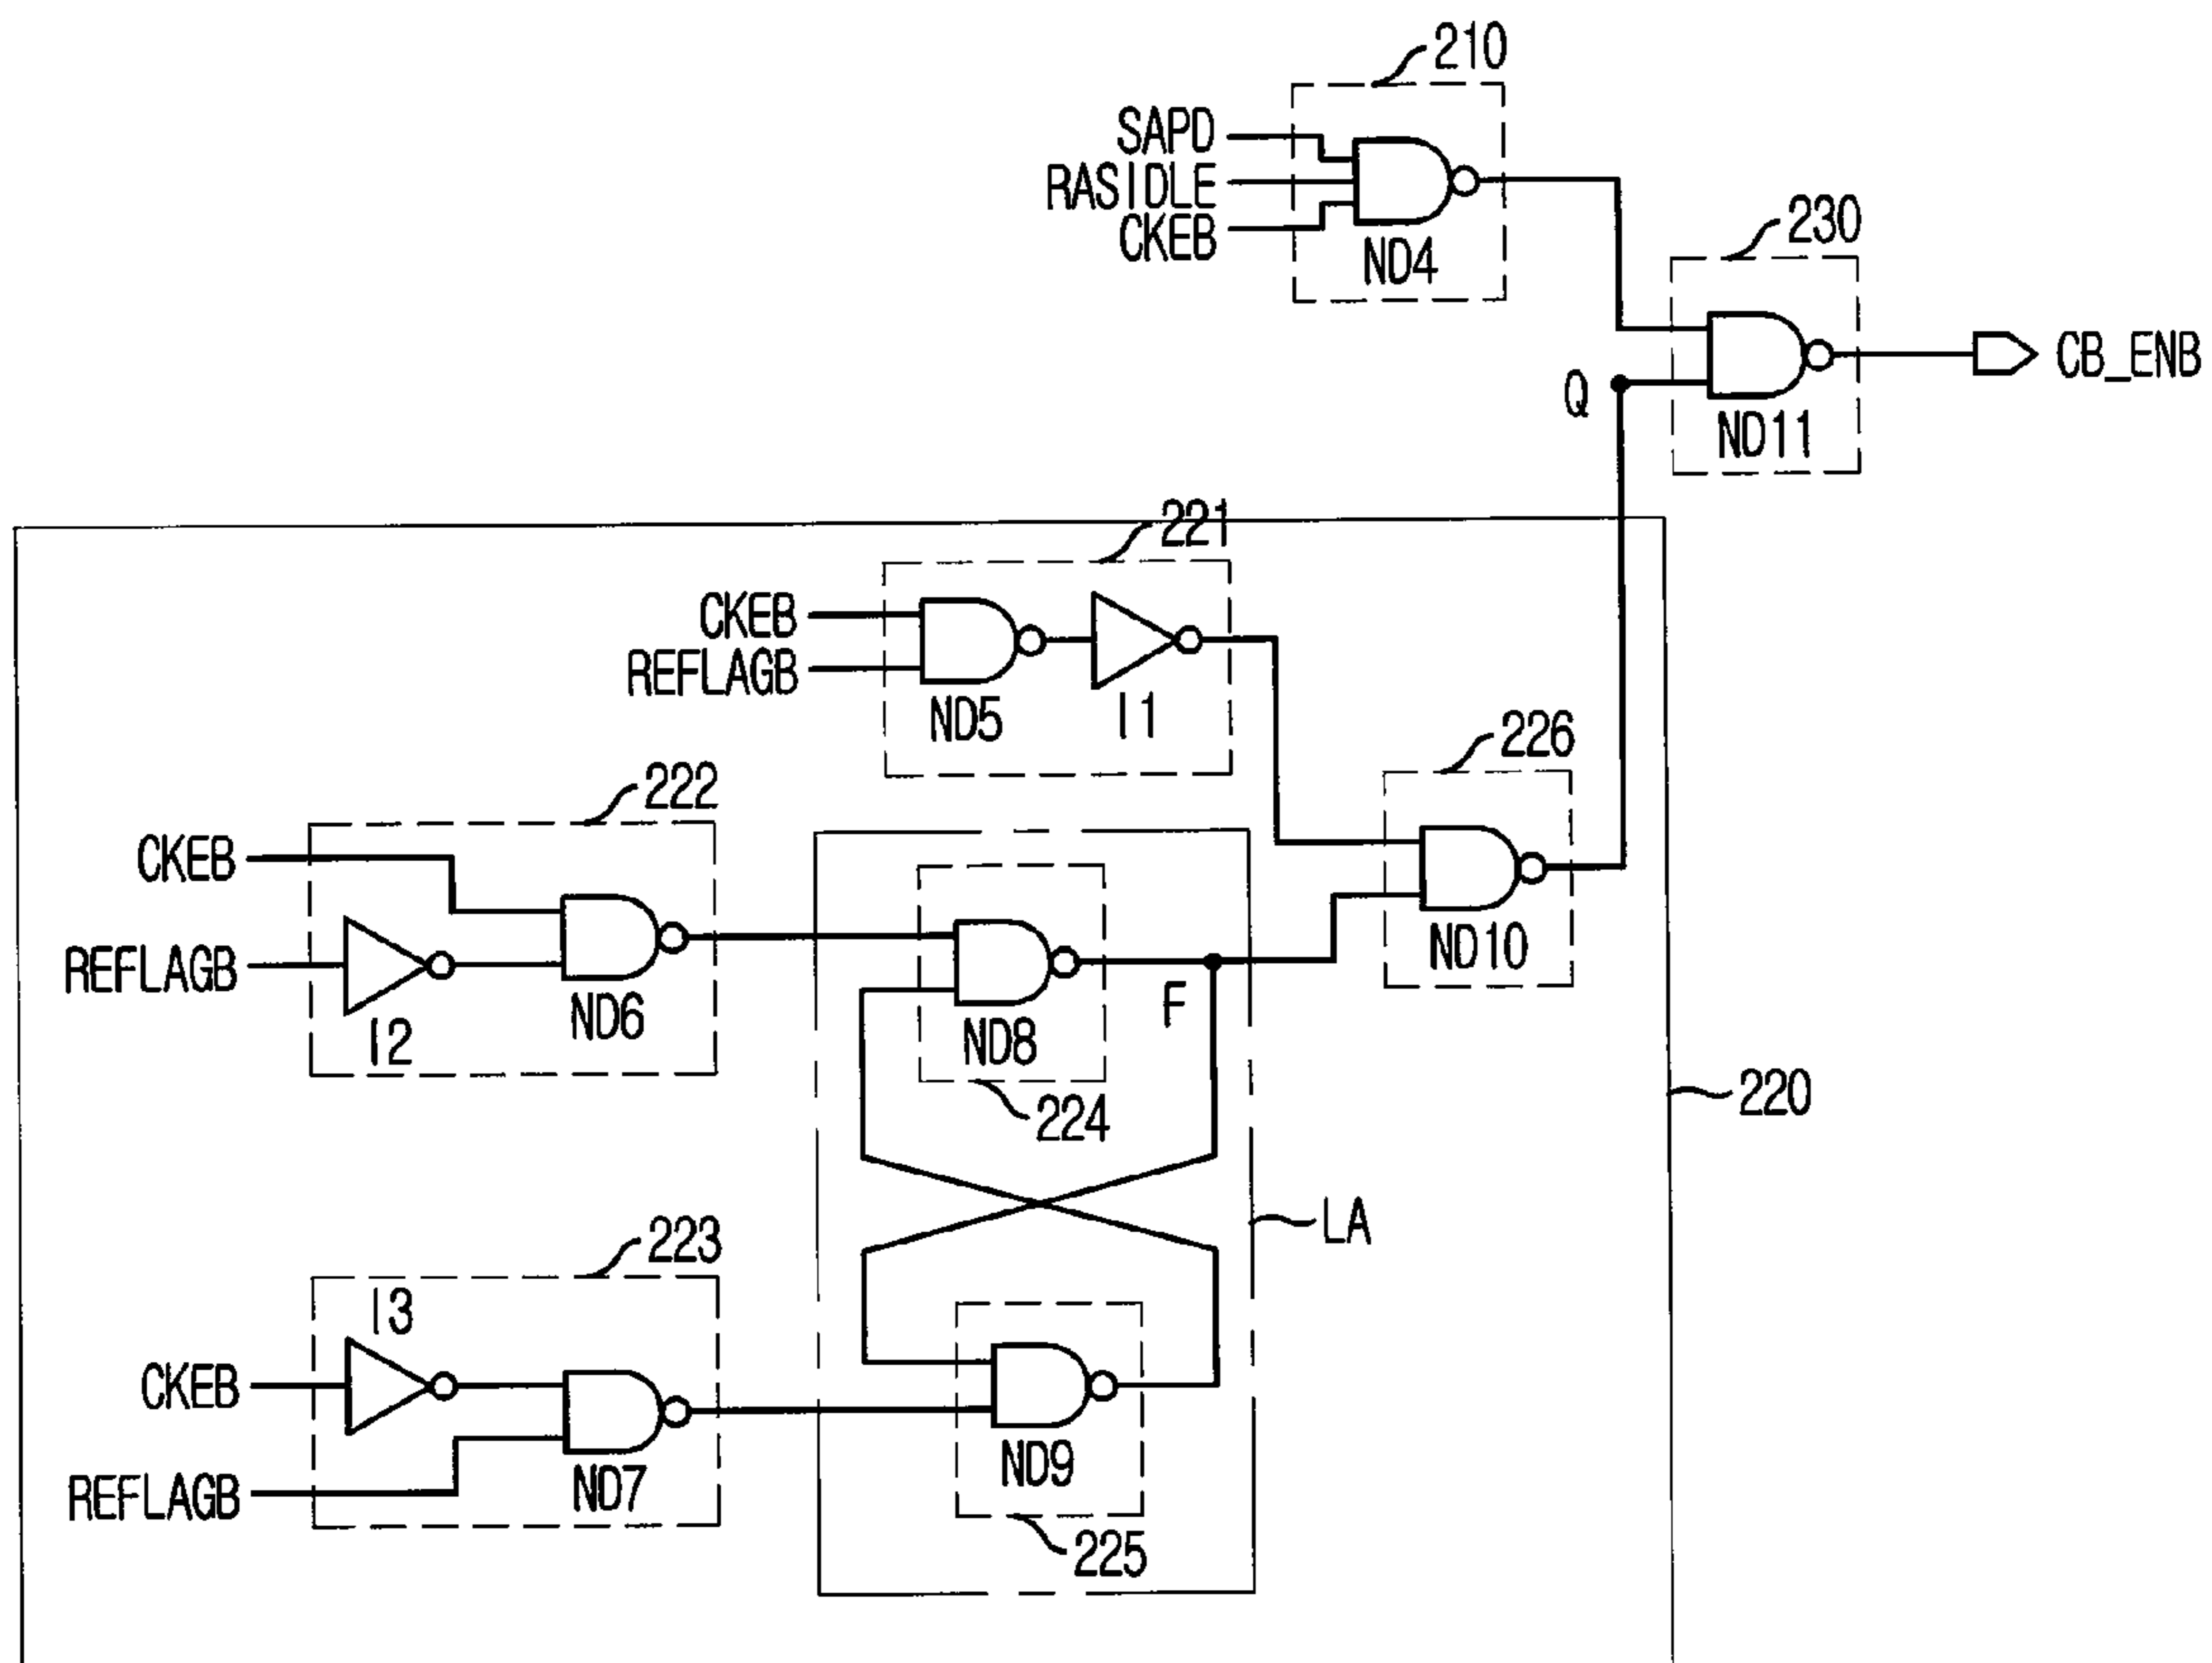 210
SAPD
RASIDLE
CKEB
ND4
230
CB_ENB
Q
ND11
221
CKEB
REFLAGB
ND5
I1
226
222
CKEB
REFLAGB
I2
ND6
ND8
F
ND10
224
220
LA
223
I3
CKEB
REFLAGB
ND7
ND9
225